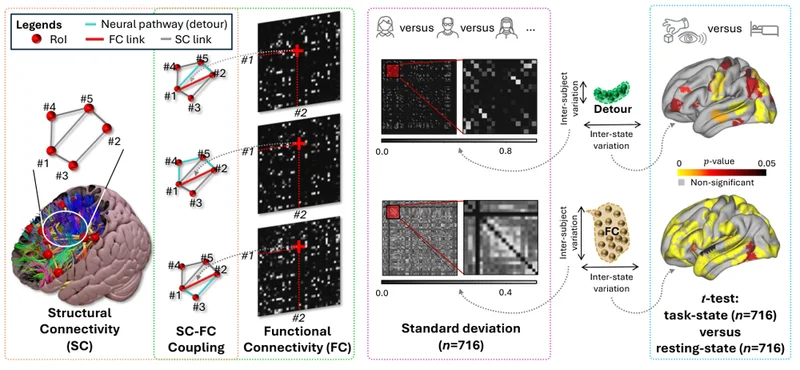 Legends
Neural pathway (detour)
RoI
FC link
SC link
#4
#5
#2
#1
#3
Structural
Connectivity
(SC)
#4
#5
#2
#1
#3
#4
#5
#2
#1
#3
#4
#5
#2
#1
#3
SC-FC
Coupling
#1
#2
#1
#2
#1
#2
Functional
Connectivity (FC)
versus
versus
...
0.0
0.8
0.0
0.4
Standard deviation
(n=716)
Inter-subject
variation
Detour
Inter-state
variation
Inter-subject
variation
FC
Inter-state
variation
versus
0
p-value
0.05
Non-significant
t-test:
task-state (n=716)
versus
resting-state (n=716)